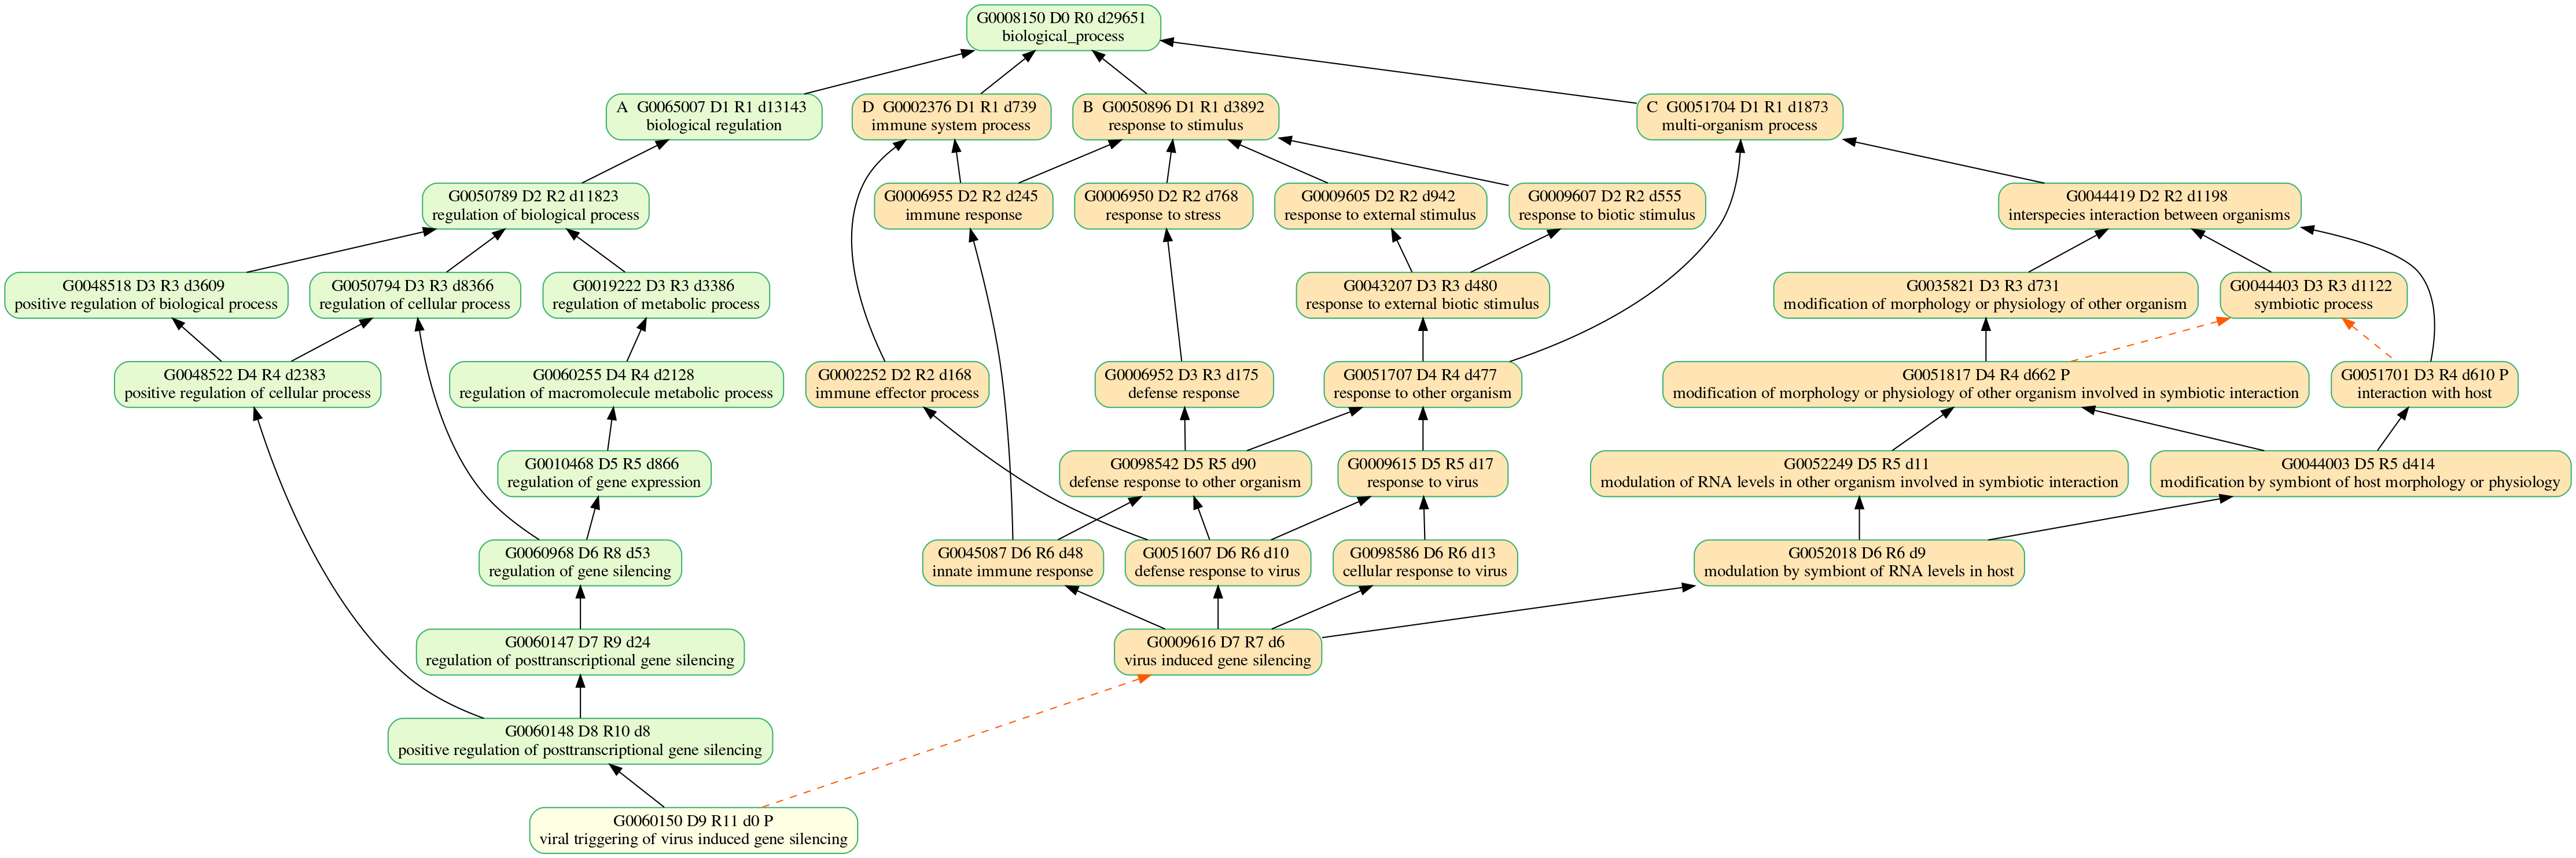 G0008150 D0 R0 d29651
biological_process
A G0065007 D1 R1 d13143
biological regulation
D G0002376 D1 R1 d739
immune system process
B G0050896 D1 R1 d3892
response to stimulus
C G0051704 D1 R1 d1873
multi-organism process
G0050789 D2 R2 d11823
regulation of biological process
G0006955 D2 R2 d245
immune response
G0006950 D2 R2 d768
response to stress
G0009605 D2 R2 d942
response to external stimulus
G0009607 D2 R2 d555
response to biotic stimulus
G0044419 D2 R2 d1198
interspecies interaction between organisms
G0048518 D3 R3 d3609
positive regulation of biological process
G0050794 D3 R3 d8366
regulation of cellular process
G0019222 D3 R3 d3386
regulation of metabolic process
G0043207 D3 R3 d480
response to external biotic stimulus
G0035821 D3 R3 d731
modification of morphology or physiology of other organism
G0044403 D3 R3 d1122
symbiotic process
G0048522 D4 R4 d2383
positive regulation of cellular process
G0060255 D4 R4 d2128
regulation of macromolecule metabolic process
G0002252 D2 R2 d168
immune effector process
G0006952 D3 R3 d175
defense response
G0051707 D4 R4 d477
response to other organism
G0051817 D4 R4 d662 P
modification of morphology or physiology of other organism involved in symbiotic interaction
G0051701 D3 R4 d610 P
interaction with host
G0010468 D5 R5 d866
regulation of gene expression
G0098542 D5 R5 d90
defense response to other organism
G0009615 D5 R5 d17
response to virus
G0052249 D5 R5 d11
modulation of RNA levels in other organism involved in symbiotic interaction
G0044003 D5 R5 d414
modification by symbiont of host morphology or physiology
G0060968 D6 R8 d53
regulation of gene silencing
G0045087 D6 R6 d48
innate immune response
G0051607 D6 R6 d10
defense response to virus
G0098586 D6 R6 d13
cellular response to virus
G0052018 D6 R6 d9
modulation by symbiont of RNA levels in host
G0060147 D7 R9 d24
regulation of posttranscriptional gene silencing
G0009616 D7 R7 d6
virus induced gene silencing
G0060148 D8 R10 d8
positive regulation of posttranscriptional gene silencing
G0060150 D9 R11 d0 P
viral triggering of virus induced gene silencing